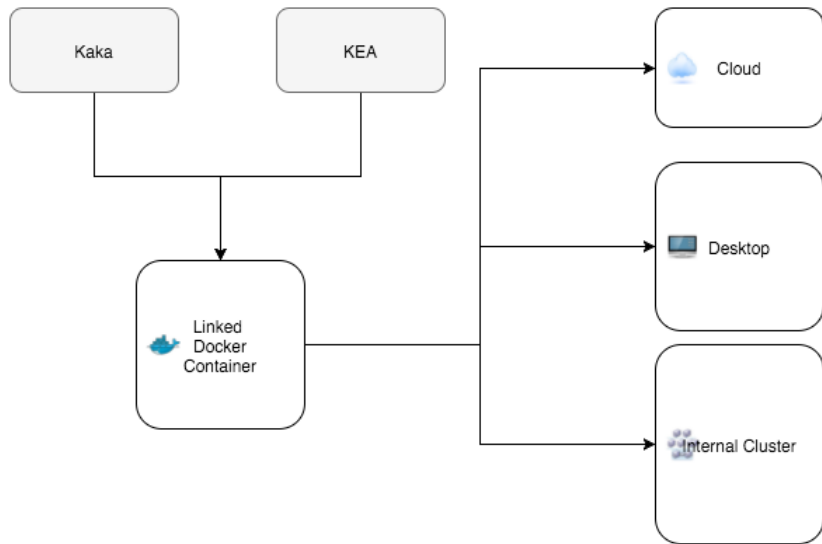 Kaka
KEA
Cloud
Desktop
Linked
Docker
Container
Internal Cluster